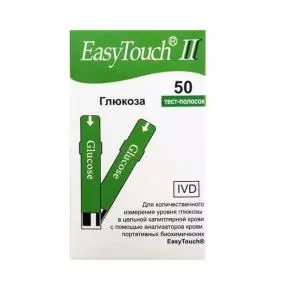 EasyTouch® II
50
Глюкоза
тест-полосок
Glucose
Glucose
IVD
Для количественного
измерения уровня глюкозы
в цельной капиллярной крови
с помощью анализаторов крови
портативных биохимических
EasyTouch®